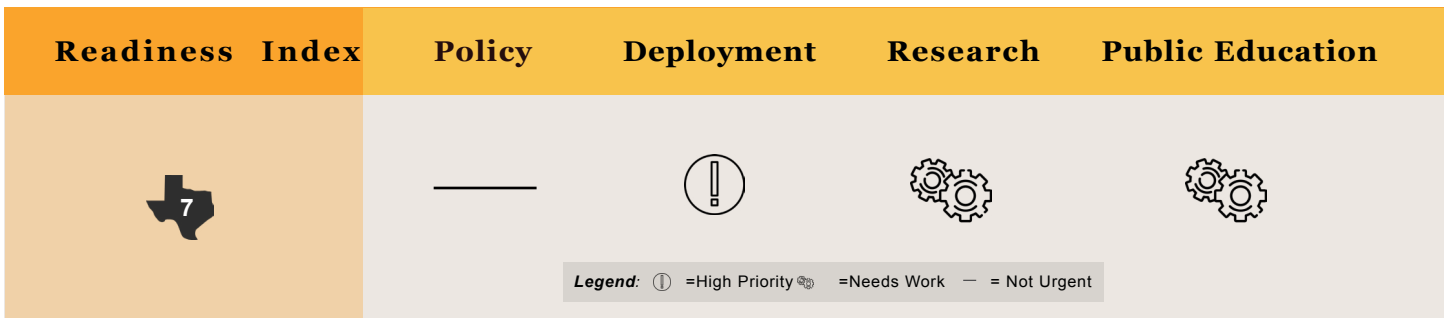 Readiness Index Policy Deployment Research Public Education
7
Legend: =High Priority =Needs Work — = Not Urgent